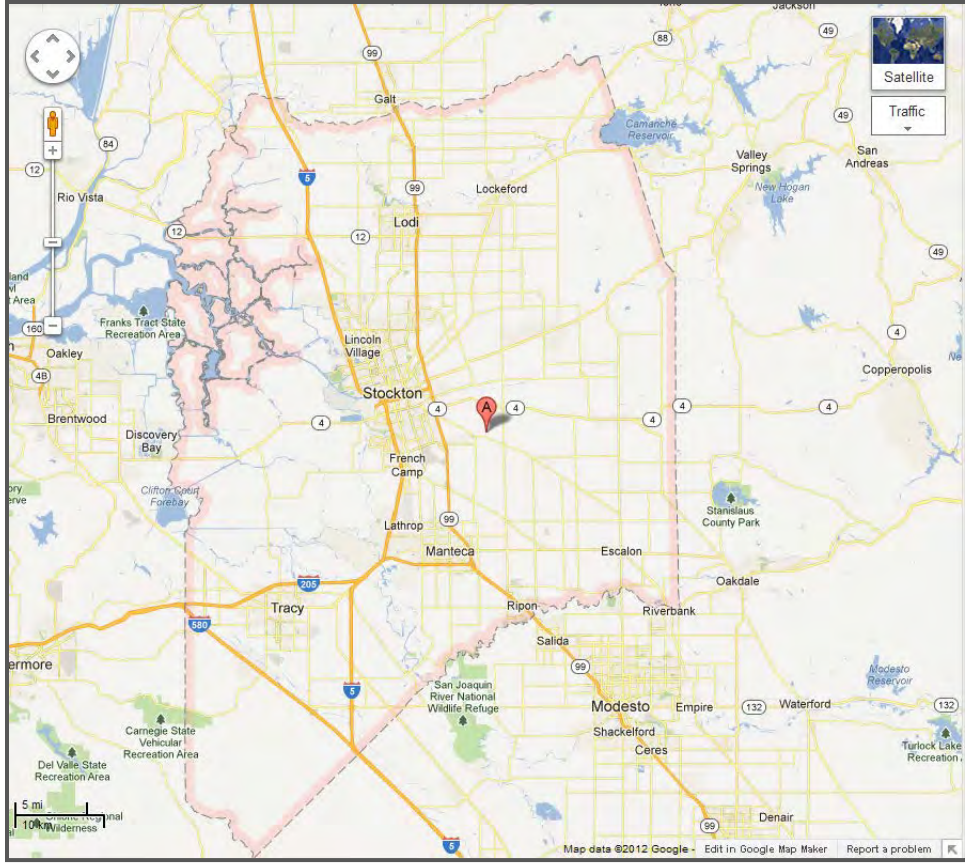 Ione
Jackson
88
49
99
Galt
Satellite
Traffic
84
Camanche
Reservoir
49
12
Valley
Springs
San
Andreas
5
99
Lockeford
New Hogan
Lake
Rio Vista
Lodi
12
12
49
Franks Tract State
Recreation Area
160
Oakley
Lincoln
Village
4
Copperopolis
4B
Stockton
A
4
4
4
4
4
4
Brentwood
Discovery
Bay
French
Camp
Clifton Court
Forebay
Stanislaus
County Park
Lathrop
99
Manteca
Escalon
205
Oakdale
Tracy
Ripon
Riverbank
580
Salida
ermore
99
5
San Joaquin
River National
Wildlife Refuge
Modesto
Reservoir
Modesto
Empire
132
Waterford
132
Carnegie State
Vehicular
Recreation Area
Shackelford
Ceres
Turlock Lake
Recreation
Del Valle State
Recreation Area
5 mi
10 km
Regional
Wilderness
Denair
99
5
Map data ©2012 Google -
Edit in Google Map Maker
Report a problem